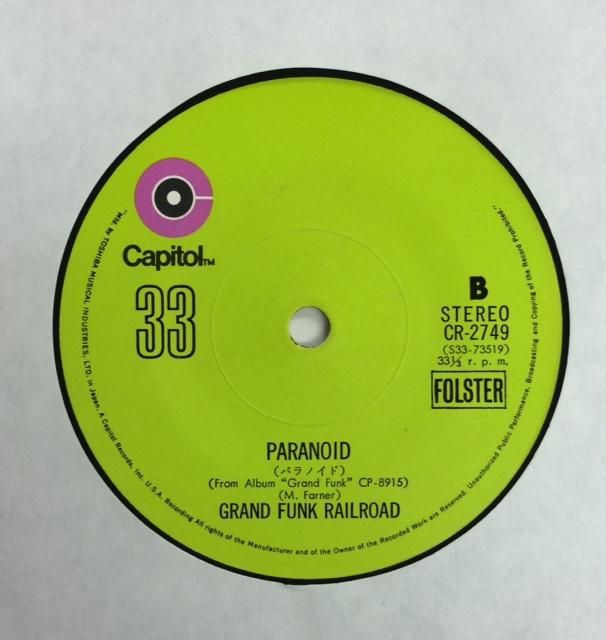 Capitol™
33
B
STEREO
CR-2749
(S33-73519)
33⅓ r. p. m.
FOLSTER
PARANOID
(パラノイド)
(From Album “Grand Funk” CP-8915)
(M. Farner)
GRAND FUNK RAILROAD
"Mfd. by TOSHIBA MUSICAL INDUSTRIES, LTD. in Japan. A Capitol Records, Inc. U.S.A. Recording All rights of the Manufacturer and of the Owner of the Recorded Work are Reserved. Unauthorized Public Performance, Broadcasting and Copying of the Record Prohibited."